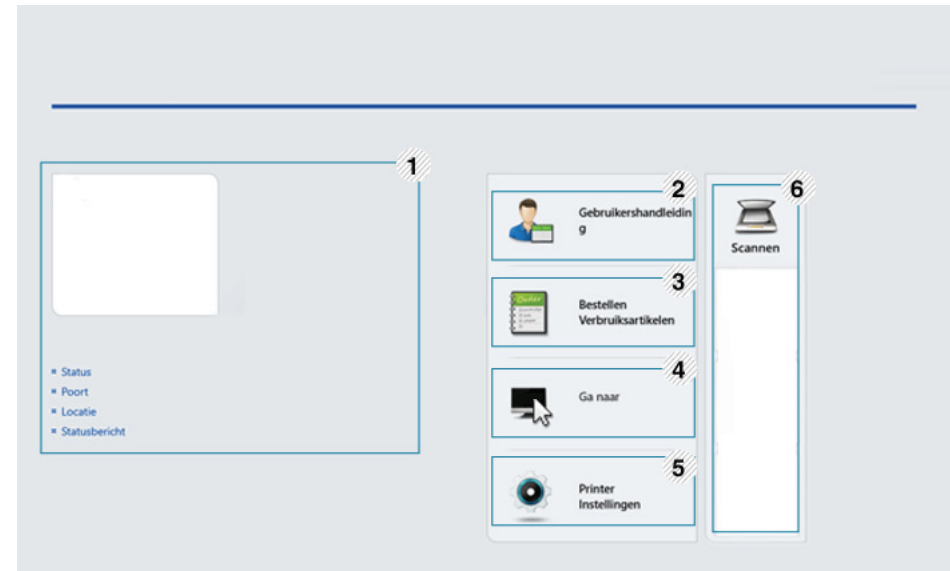 1
Status
Poort
Locatie
Statusbericht
2
Gebruikershandleidin
g
3
Bestellen
Verbruiksartikelen
4
Ga naar
5
Printer
Instellingen
6
Scannen